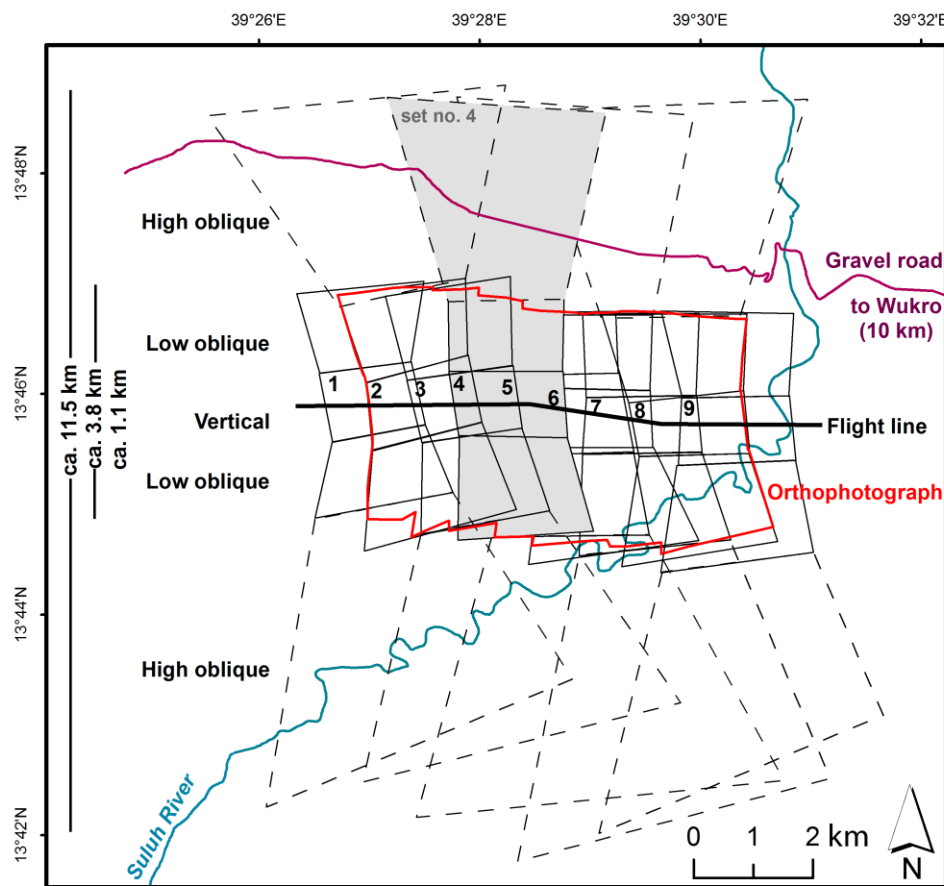 39°26'E
39°28'E
39°30'E
39°32'E
13°48'N
13°46'N
13°44'N
13°42'N
set no. 4
High oblique
Gravel road
to Wukro
(10 km)
Low oblique
1
2
3
4
5
6
7
8
9
Vertical
Flight line
Low oblique
Orthophotograph
ca. 11.5 km
ca. 3.8 km
ca. 1.1 km
High oblique
Suluh River
0 1 2 km
N